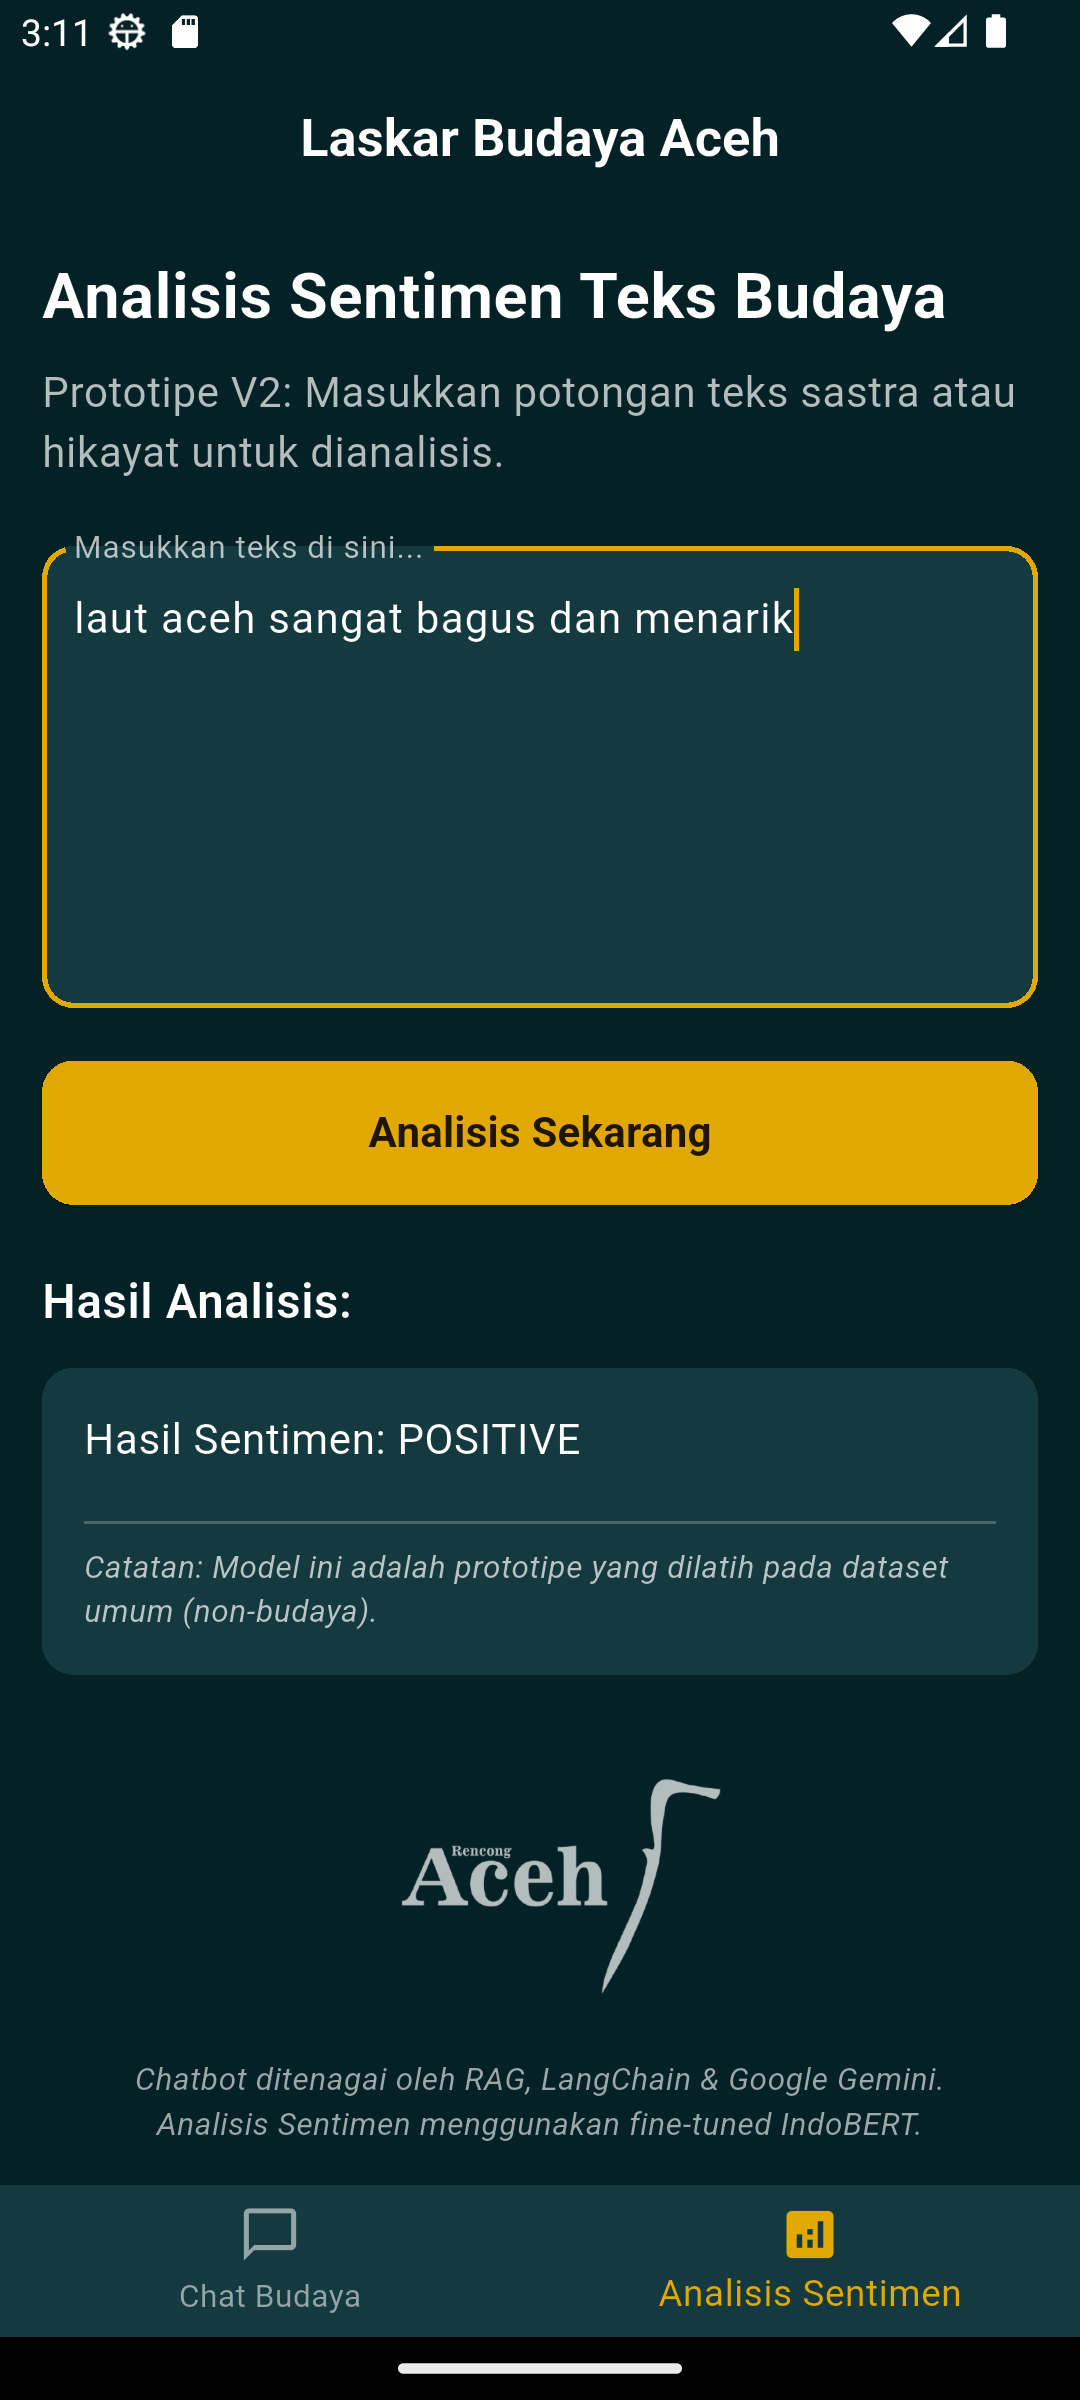 3:11
Laskar Budaya Aceh
Analisis Sentimen Teks Budaya
Prototipe V2: Masukkan potongan teks sastra atau
hikayat untuk dianalisis.
Masukkan teks di sini...
laut aceh sangat bagus dan menarik
Analisis Sekarang
Hasil Analisis:
Hasil Sentimen: POSITIVE
Catatan: Model ini adalah prototipe yang dilatih pada dataset
umum (non-budaya).
Rencong
Aceh
Chatbot ditenagai oleh RAG, LangChain & Google Gemini.
Analisis Sentimen menggunakan fine-tuned IndoBERT.
Chat Budaya
Analisis Sentimen